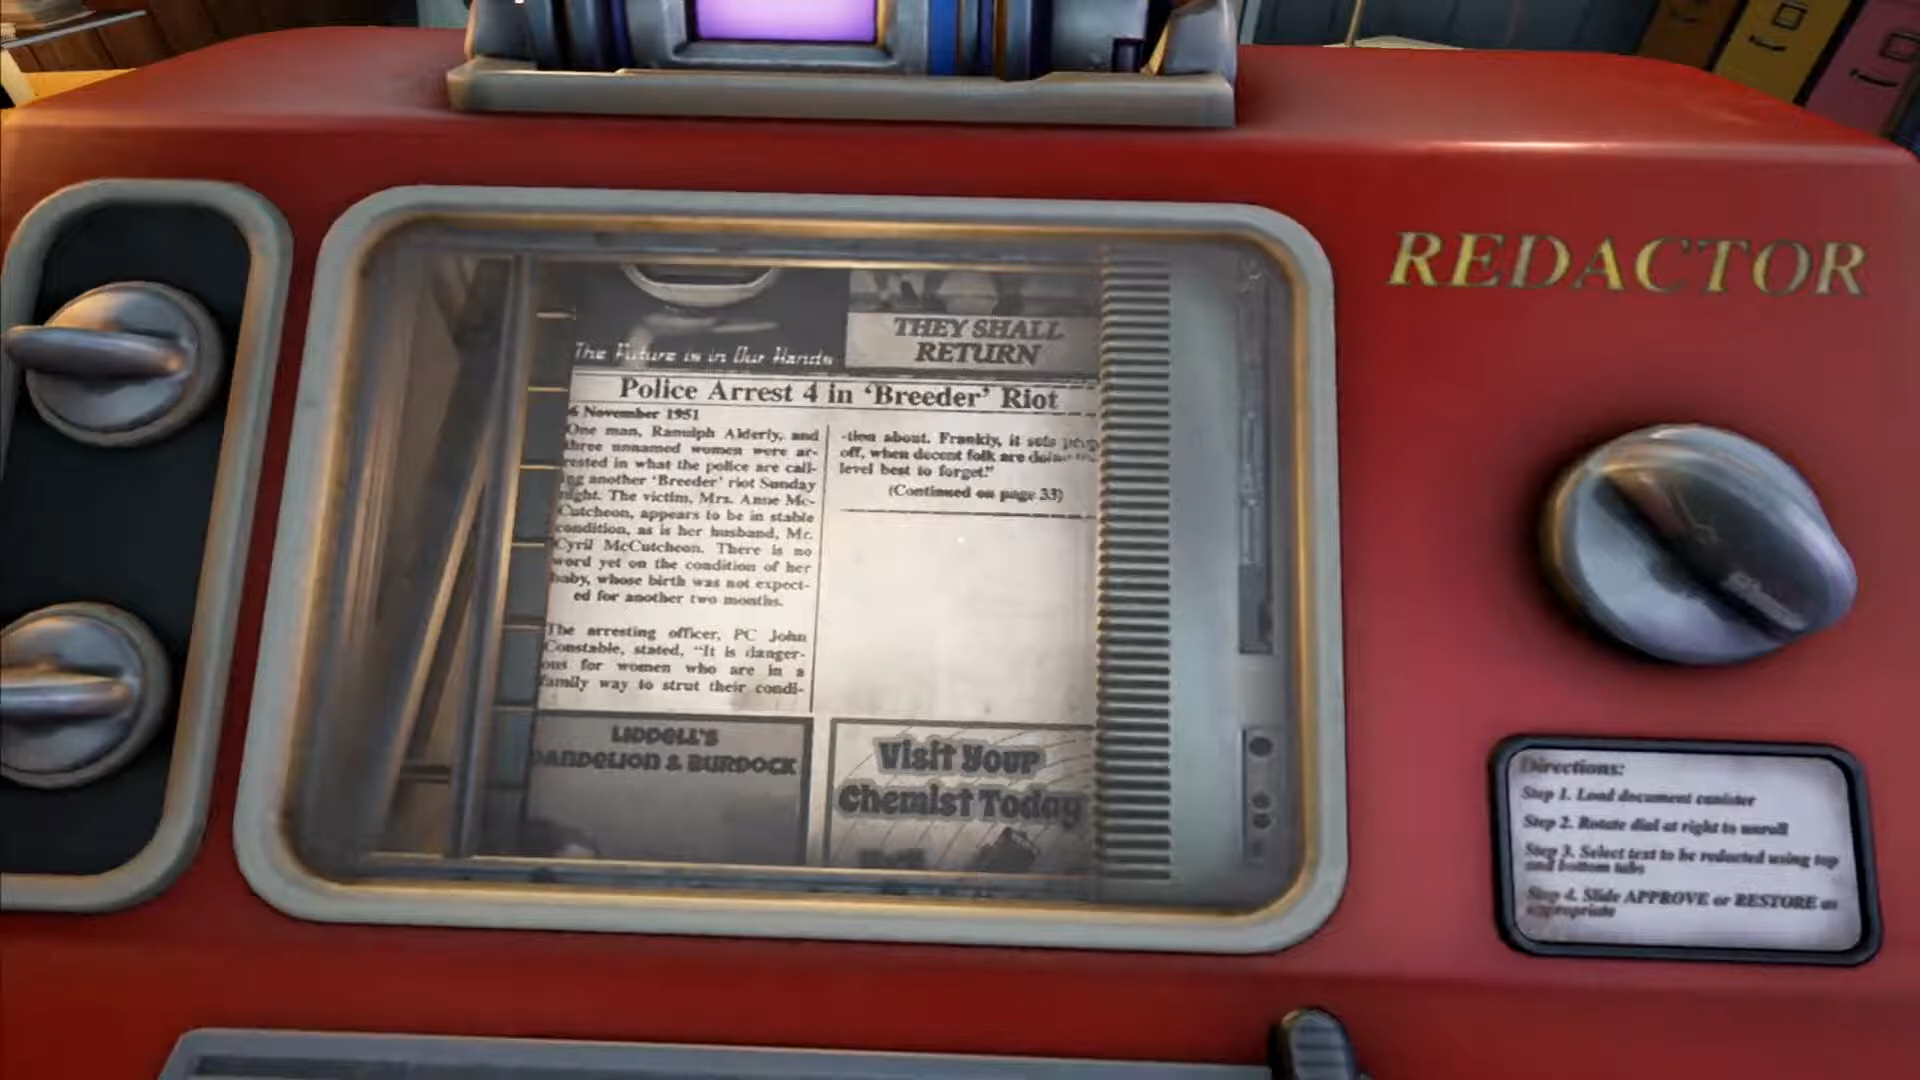 REDACTOR
The Future is in Our Hands
THEY SHALL
RETURN
Police Arrest 4 in ‘Breeder’ Riot
6 November 1951
One man, Ranulph Alderly, and
three unnamed women were ar-
rested in what the police are call-
ing another ‘Breeder’ riot Sunday
night. The victim, Mrs. Anne Mc-
Cutcheon, appears to be in stable
condition, as is her husband, Mr.
Cyril McCutcheon. There is no
word yet on the condition of her
baby, whose birth was not expect-
ed for another two months.
The arresting officer, PC John
Constable, stated, “It is danger-
ous for women who are in a
family way to strut their condi-
-tion about. Frankly, it sets
off, when decent folk are
level best to forget.”
(Continued on page 33)
LIDDELL'S
DANDELION & BURDOCK
Visit Your
Chemist Today
Directions:
Step 1. Load document canister
Step 2. Rotate dial at right to unroll
Step 3. Select text to be redacted using top
and bottom tabs
Step 4. Slide APPROVE or RESTORE as
appropriate